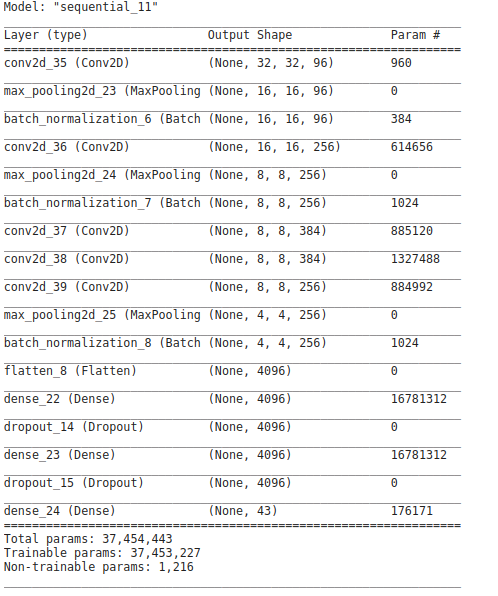 Model: "sequential_11"
Layer (type) Output Shape Param #
conv2d_35 (Conv2D) (None, 32, 32, 96) 960
max_pooling2d_23 (MaxPooling (None, 16, 16, 96) 0
batch_normalization_6 (Batch (None, 16, 16, 96) 384
conv2d_36 (Conv2D) (None, 16, 16, 256) 614656
max_pooling2d_24 (MaxPooling (None, 8, 8, 256) 0
batch_normalization_7 (Batch (None, 8, 8, 256) 1024
conv2d_37 (Conv2D) (None, 8, 8, 384) 885120
conv2d_38 (Conv2D) (None, 8, 8, 384) 1327488
conv2d_39 (Conv2D) (None, 8, 8, 256) 884992
max_pooling2d_25 (MaxPooling (None, 4, 4, 256) 0
batch_normalization_8 (Batch (None, 4, 4, 256) 1024
flatten_8 (Flatten) (None, 4096) 0
dense_22 (Dense) (None, 4096) 16781312
dropout_14 (Dropout) (None, 4096) 0
dense_23 (Dense) (None, 4096) 16781312
dropout_15 (Dropout) (None, 4096) 0
dense_24 (Dense) (None, 43) 176171
Total params: 37,454,443
Trainable params: 37,453,227
Non-trainable params: 1,216